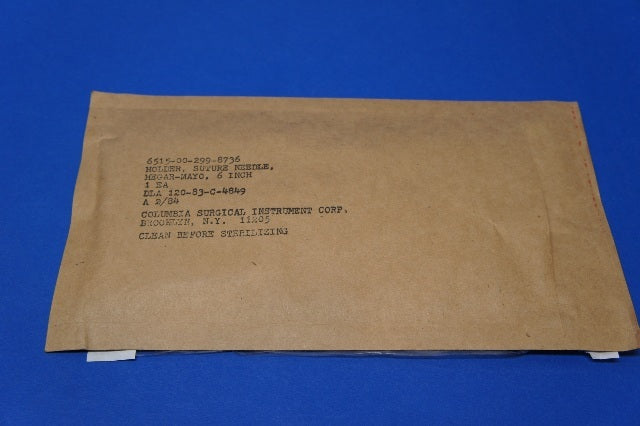 6515-00-299-8736
HOLDER, SUTURE NEEDLE,
HEGAR-MAYO, 6 INCH
1 EA
DLA 120-83-C-4849
A 2/84
COLUMBIA SURGICAL INSTRUMENT CORP.
BROOKLYN, N.Y. 11205
CLEAN BEFORE STERILIZING